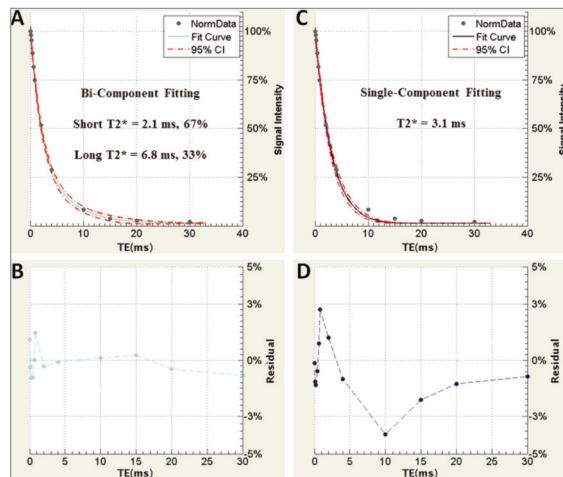 A
NormData
Fit Curve
95% CI
Bi-Component Fitting
Short T2* = 2.1 ms, 67%
Long T2* = 6.8 ms, 33%
100%
75%
50%
25%
Signal Intensity
0
10
20
30
40
TE(ms)
C
NormData
Fit Curve
95% CI
Single-Component Fitting
T2* = 3.1 ms
100%
75%
50%
25%
Signal Intensity
0
10
20
30
40
TE(ms)
B
5%
3%
0%
-3%
-5%
Residual
0
5
10
15
20
25
30
TE(ms)
D
5%
3%
0%
-3%
-5%
Residual
0
5
10
15
20
25
30
TE(ms)